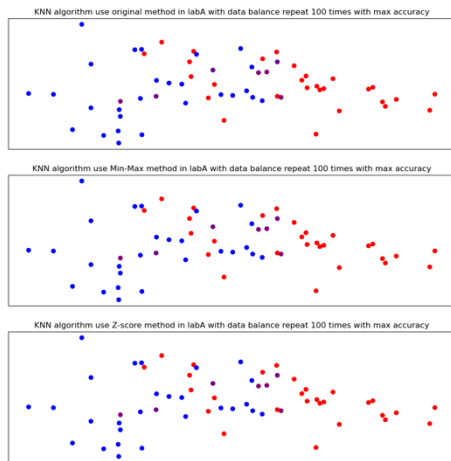 KNN algorithm use original method in labA with data balance repeat 100 times with max accuracy
KNN algorithm use Min-Max method in labA with data balance repeat 100 times with max accuracy
KNN algorithm use Z-score method in labA with data balance repeat 100 times with max accuracy